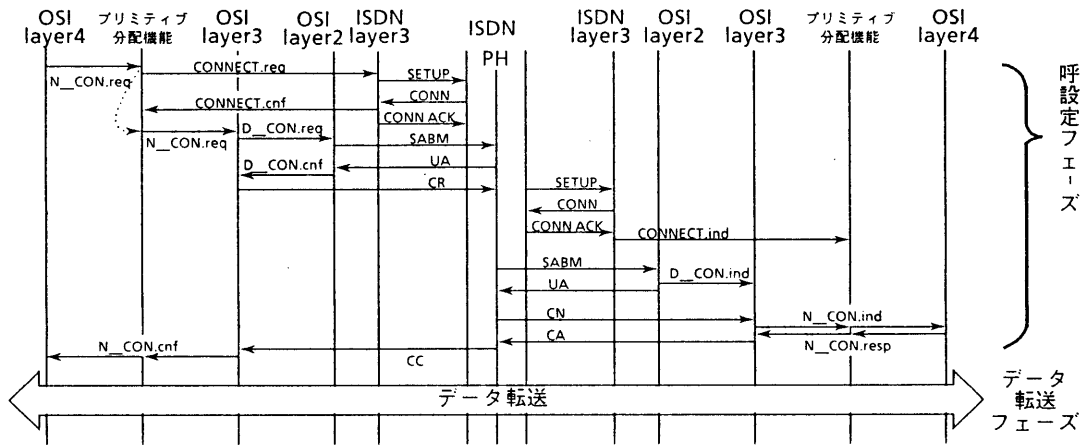 OSI layer4
プリミティブ 分配機能
OSI layer3
OSI layer2
ISDN layer3
ISDN
PH
ISDN layer3
OSI layer2
OSI layer3
プリミティブ 分配機能
OSI layer4
N__CON.req
CONNECT.req
SETUP
CONN
CONNECT.cnf
CONN ACK
N__CON.req
D__CON.req
SABM
UA
D__CON.cnf
CR
SETUP
CONN
CONN ACK
CONNECT.ind
SABM
D__CON.ind
UA
CN
N__CON.ind
CA
N__CON.resp
N__CON.cnf
CC
呼設定フェーズ
データ転送
データ
転送
フェーズ